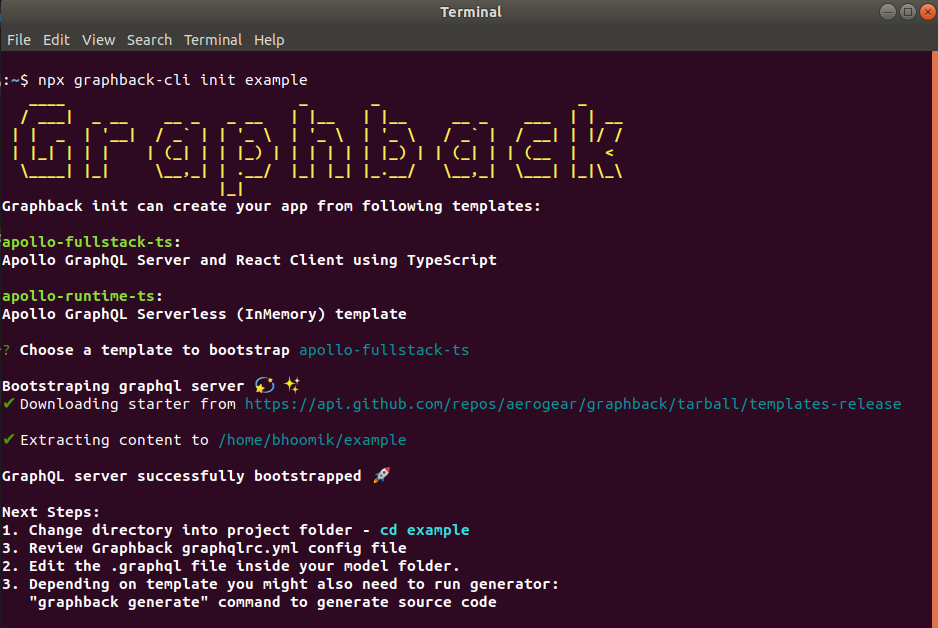 Terminal
File Edit View Search Terminal Help
:~$ npx graphback-cli init example
Graphback
Graphback init can create your app from following templates:
apollo-fullstack-ts:
Apollo GraphQL Server and React Client using TypeScript
apollo-runtime-ts:
Apollo GraphQL Serverless (InMemory) template
? Choose a template to bootstrap apollo-fullstack-ts
Bootstraping graphql server 💫 ✨
✔ Downloading starter from https://api.github.com/repos/aerogear/graphback/tarball/templates-release
✔ Extracting content to /home/bhoomik/example
GraphQL server successfully bootstrapped 🚀
Next Steps:
1. Change directory into project folder - cd example
3. Review Graphback graphqlrc.yml config file
2. Edit the .graphql file inside your model folder.
3. Depending on template you might also need to run generator:
"graphback generate" command to generate source code